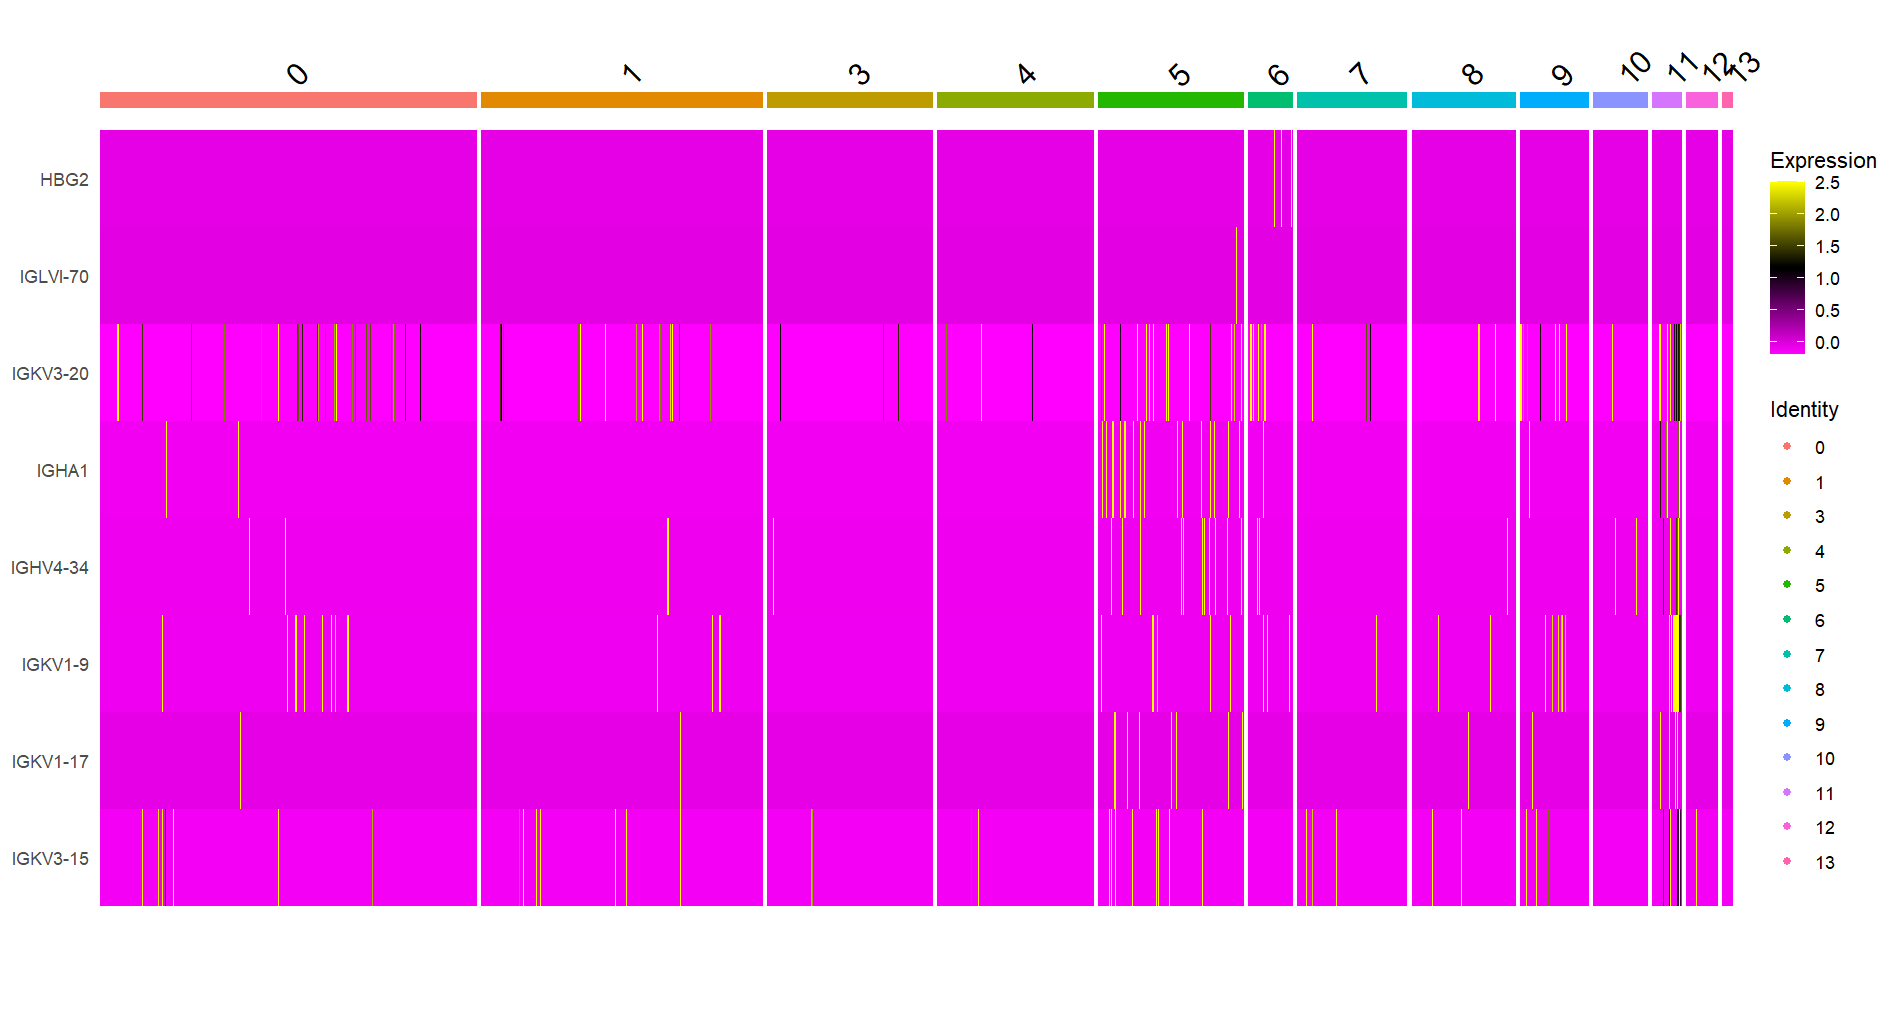 0 1 3 4 5 6 7 8 9 10 11 12 13
HBG2
IGLVI-70
IGKV3-20
IGHA1
IGHV4-34
IGKV1-9
IGKV1-17
IGKV3-15
Expression
2.5
2.0
1.5
1.0
0.5
0.0
Identity
0
1
3
4
5
6
7
8
9
10
11
12
13